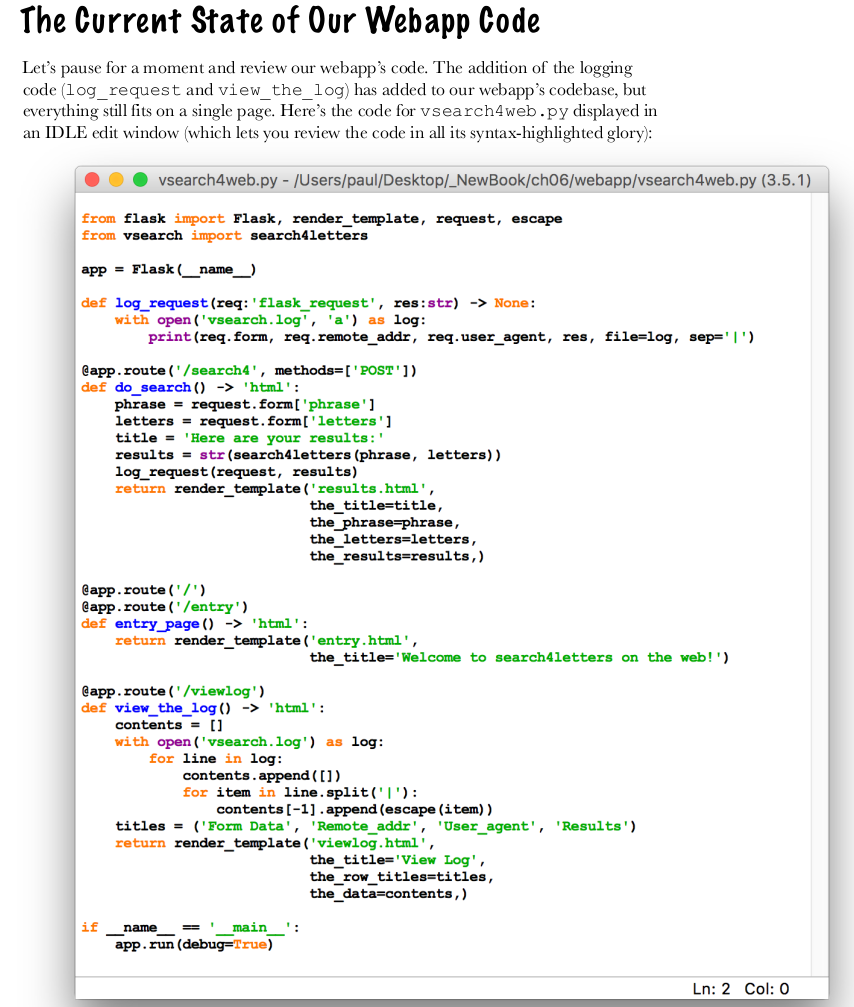 The Current State of Our Webapp Code
Let’s pause for a moment and review our webapp’s code. The addition of the logging
code (log_request and view_the_log) has added to our webapp’s codebase, but
everything still fits on a single page. Here’s the code for vsearch4web.py displayed in
an IDLE edit window (which lets you review the code in all its syntax-highlighted glory):
vsearch4web.py - /Users/paul/Desktop/_NewBook/ch06/webapp/vsearch4web.py (3.5.1)
from flask import Flask, render_template, request, escape
from vsearch import search4letters
app = Flask(__name__)
def log_request(req:'flask_request', res:str) -> None:
    with open('vsearch.log', 'a') as log:
        print(req.form, req.remote_addr, req.user_agent, res, file=log, sep='|')
@app.route('/search4', methods=['POST'])
def do_search() -> 'html':
    phrase = request.form['phrase']
    letters = request.form['letters']
    title = 'Here are your results:'
    results = str(search4letters(phrase, letters))
    log_request(request, results)
    return render_template('results.html',
                           the_title=title,
                           the_phrase=phrase,
                           the_letters=letters,
                           the_results=results,)
@app.route('/')
@app.route('/entry')
def entry_page() -> 'html':
    return render_template('entry.html',
                           the_title='Welcome to search4letters on the web!')
@app.route('/viewlog')
def view_the_log() -> 'html':
    contents = []
    with open('vsearch.log') as log:
        for line in log:
            contents.append([])
            for item in line.split('|'):
                contents[-1].append(escape(item))
    titles = ('Form Data', 'Remote_addr', 'User_agent', 'Results')
    return render_template('viewlog.html',
                           the_title='View Log',
                           the_row_titles=titles,
                           the_data=contents,)
if __name__ == '__main__':
    app.run(debug=True)
Ln: 2 Col: 0